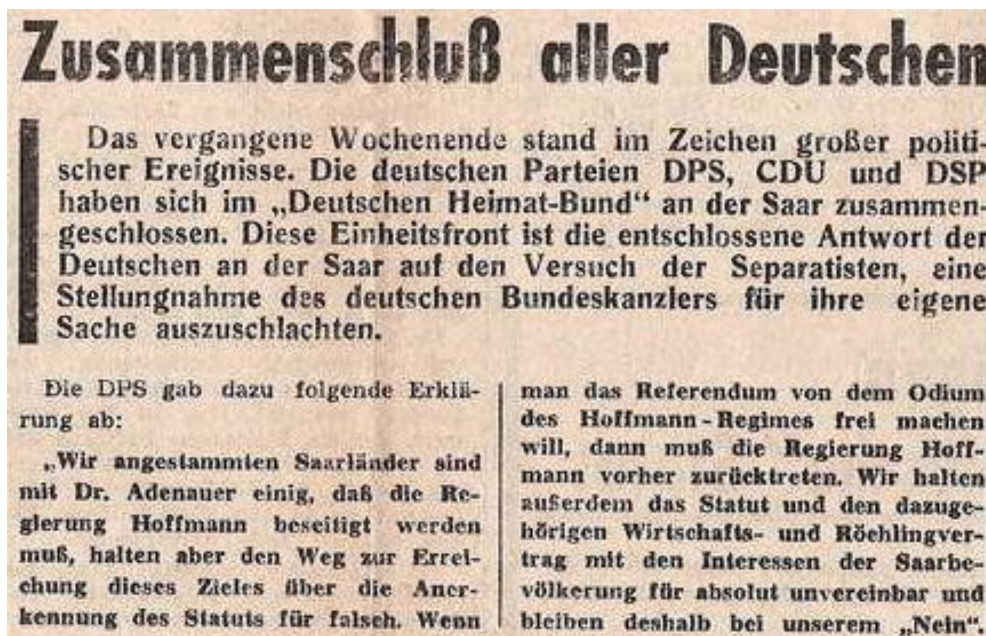 Zusammenschluß aller Deutschen
Das vergangene Wochenende stand im Zeichen großer politi-
scher Ereignisse. Die deutschen Parteien DPS, CDU und DSP
haben sich im „Deutschen Heimat-Bund“ an der Saar zusammen-
geschlossen. Diese Einheitsfront ist die entschlossene Antwort der
Deutschen an der Saar auf den Versuch der Separatisten, eine
Stellungnahme des deutschen Bundeskanzlers für ihre eigene
Sache auszuschlachten.
Die DPS gab dazu folgende Erklä-
rung ab:
„Wir angestammten Saarländer sind
mit Dr. Adenauer einig, daß die Re-
gierung Hoffmann beseitigt werden
muß, halten aber den Weg zur Errei-
chung dieses Zieles über die Aner-
kennung des Statuts für falsch. Wenn
man das Referendum von dem Odium
des Hoffmann-Regimes frei machen
will, dann muß die Regierung Hoff-
mann vorher zurücktreten. Wir halten
außerdem das Statut und den dazuge-
hörigen Wirtschafts- und Röchlingver-
trag mit den Interessen der Saarbe-
völkerung für absolut unvereinbar und
bleiben deshalb bei unserem „Nein“.